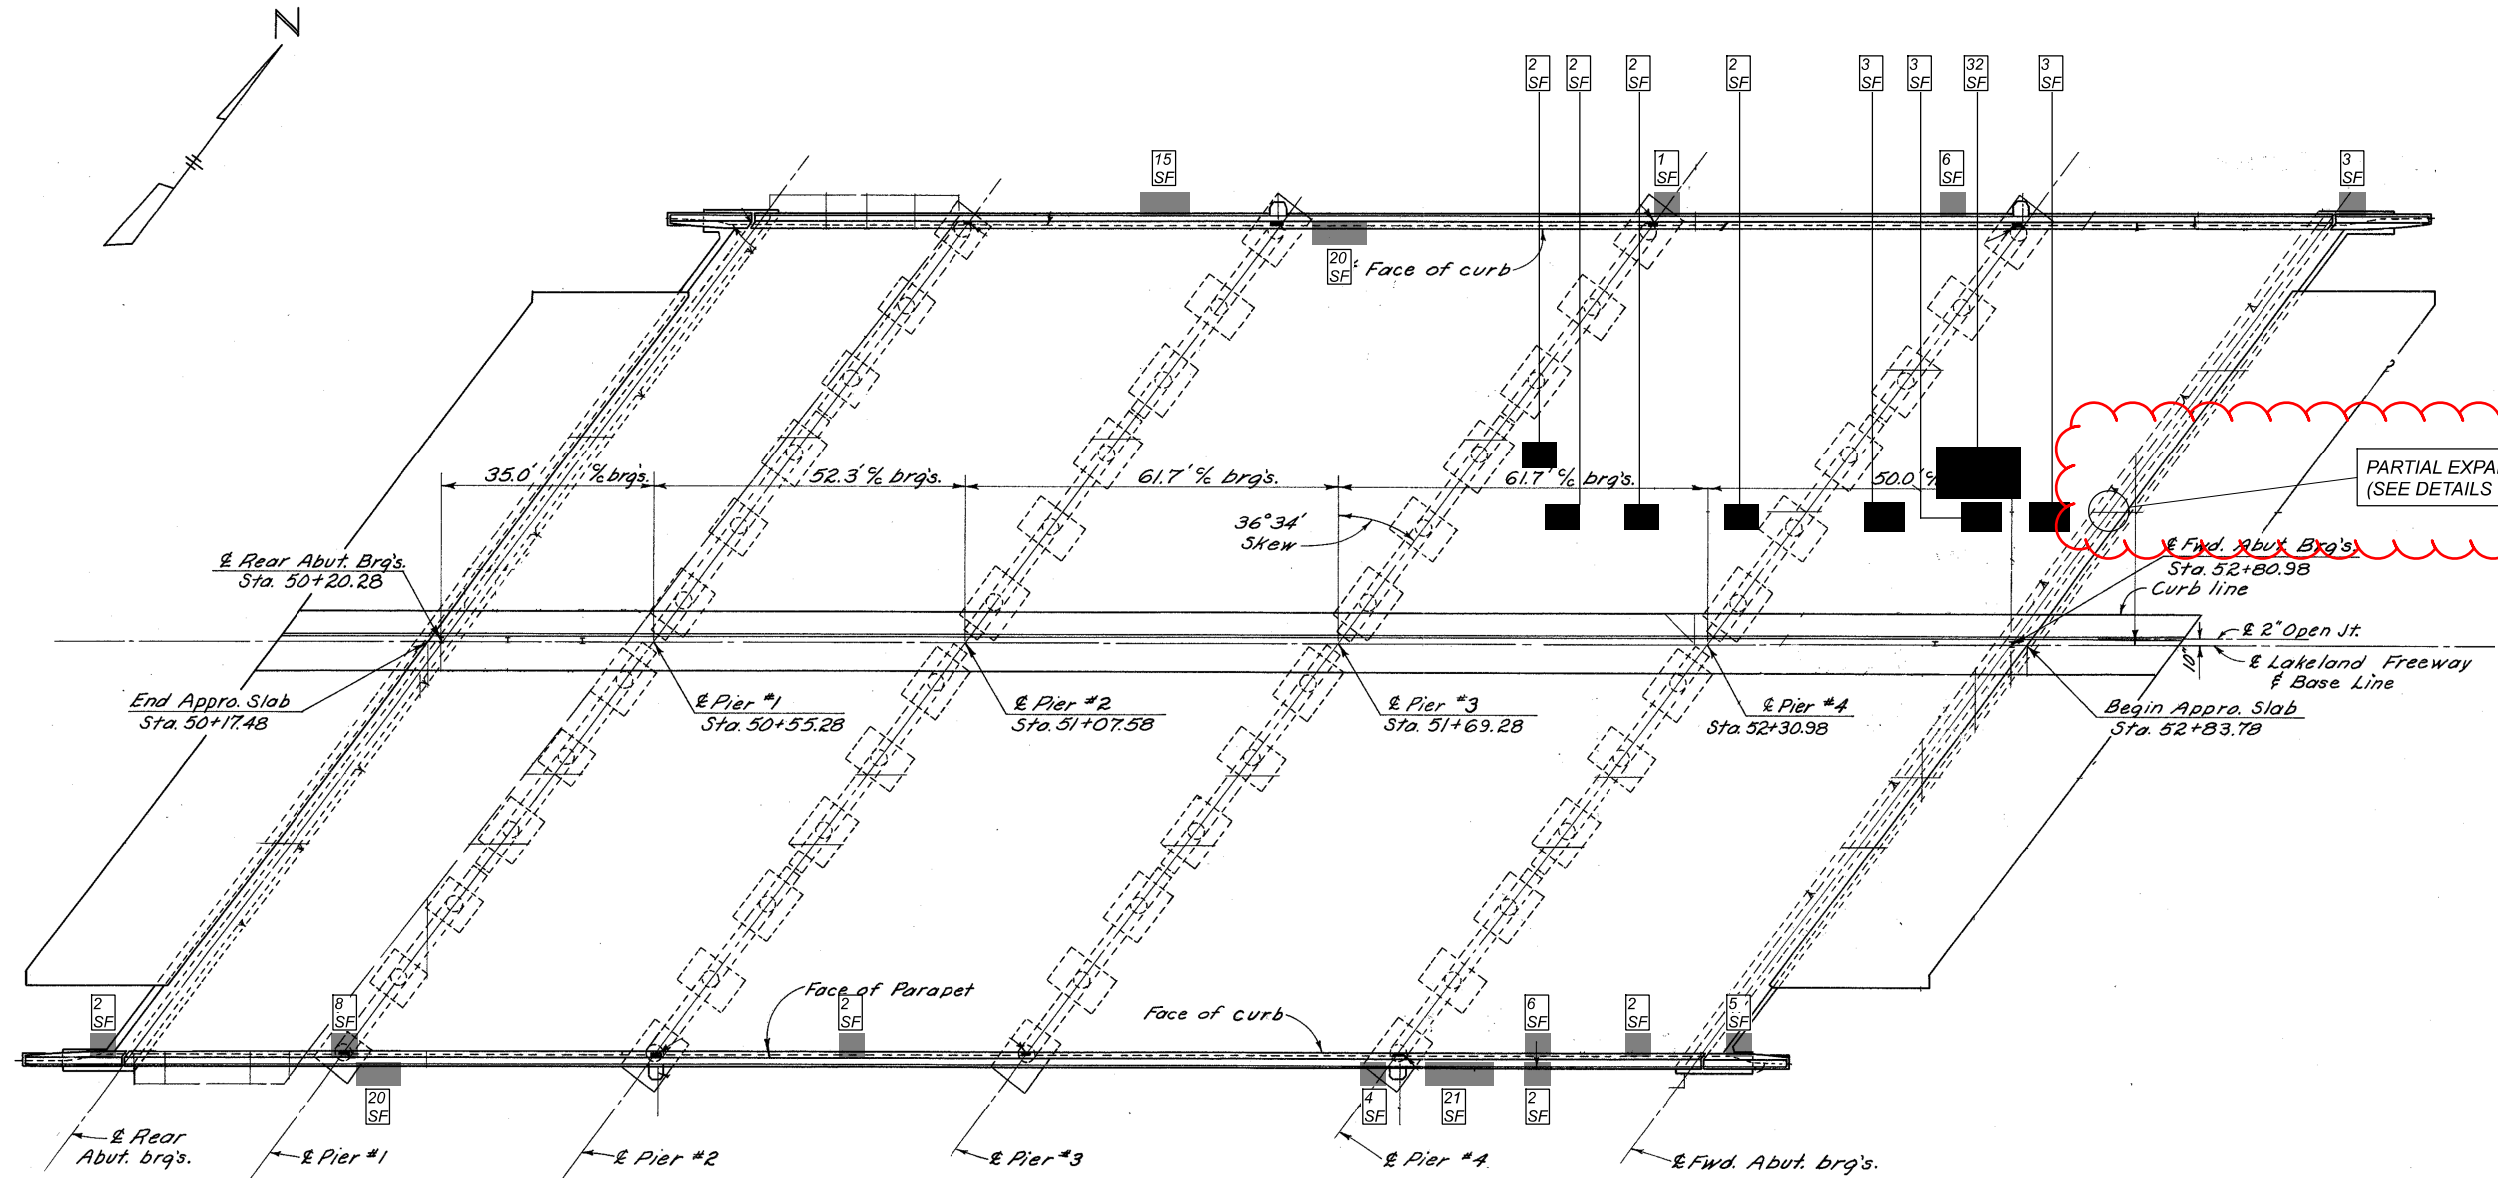 N
2
SF
2
SF
2
SF
2
SF
3
SF
3
SF
32
SF
3
SF
15
SF
1
SF
6
SF
3
SF
20
SF
Face of curb
35.0' c/c brg's.
52.3' c/c brg's.
61.7' c/c brg's.
61.7' c/c brg's.
50.0'
PARTIAL EXPA
(SEE DETAILS
36°34'
Skew
℄ Rear Abut. Brg's.
Sta. 50+20.28
℄ Fwd. Abut. Brg's.
Sta. 52+80.98
Curb line
℄ 2" Open Jt.
10"
℄ Lakeland Freeway
& Base Line
End Appro. Slab
Sta. 50+17.48
℄ Pier #1
Sta. 50+55.28
℄ Pier #2
Sta. 51+07.58
℄ Pier #3
Sta. 51+69.28
℄ Pier #4
Sta. 52+30.98
Begin Appro. Slab
Sta. 52+83.78
2
SF
8
SF
Face of Parapet
2
SF
Face of curb
6
SF
2
SF
5
SF
20
SF
4
SF
21
SF
2
SF
℄ Rear
Abut. brg's.
℄ Pier #1
℄ Pier #2
℄ Pier #3
℄ Pier #4
℄ Fwd. Abut. brg's.